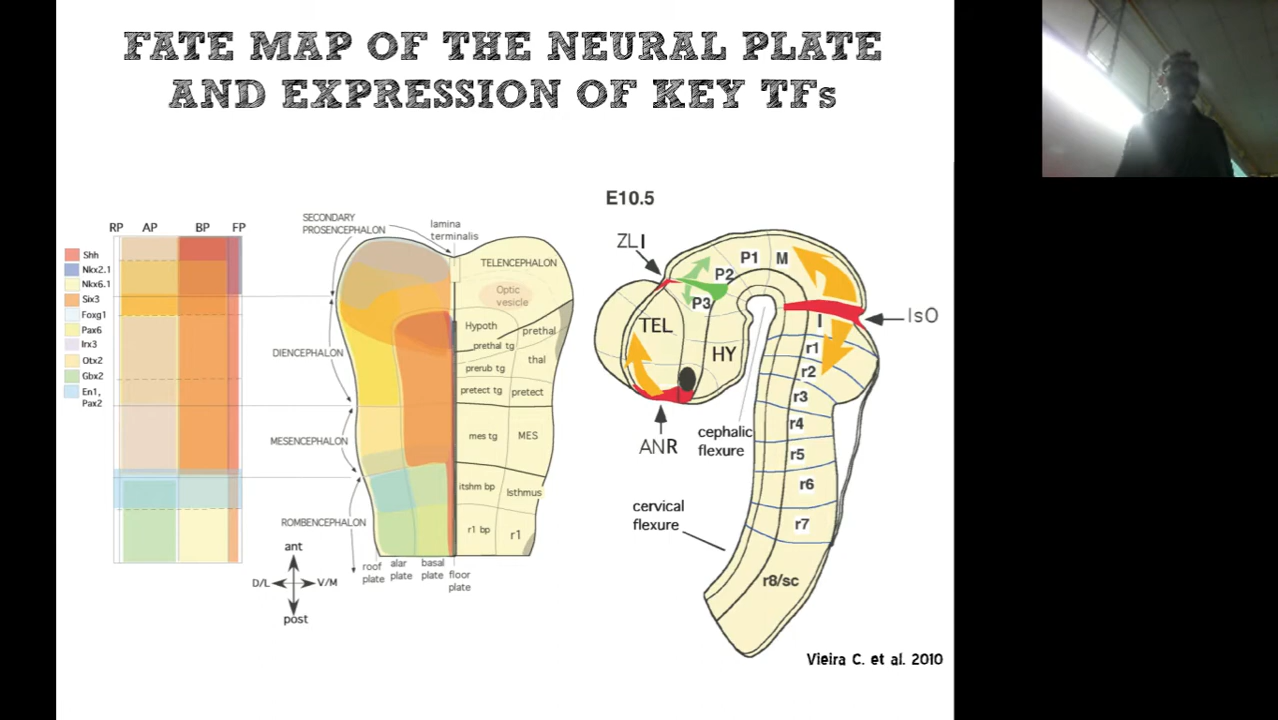 FATE MAP OF THE NEURAL PLATE
AND EXPRESSION OF KEY TFs
RP AP BP FP
Shh
Nkx2.1
Nkx6.1
Six3
Foxg1
Pax6
Irx3
Otx2
Gbx2
En1,
Pax2
SECONDARY
PROSENCEPHALON
DIENCEPHALON
MESENCEPHALON
ROMBENCEPHALON
lamina
terminalis
TELENCEPHALON
Optic
vesicle
Hypoth
prethal
prethal tg
thal
prerub tg
pretect tg
pretect
mes tg
MES
itshm bp
Isthmus
r1 bp
r1
roof
plate
alar
plate
basal
plate
floor
plate
ant
D/L
V/M
post
E10.5
ZLI
P1
M
P2
P3
TEL
HY
I
IsO
r1
r2
r3
r4
r5
r6
r7
r8/sc
ANR
cephalic
flexure
cervical
flexure
Vieira C. et al. 2010